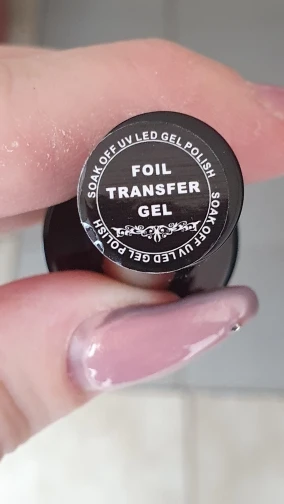 SOAK OFF UV LED GEL POLISH
FOIL
TRANSFER
GEL
SOAK OFF UV LED GEL POLISH